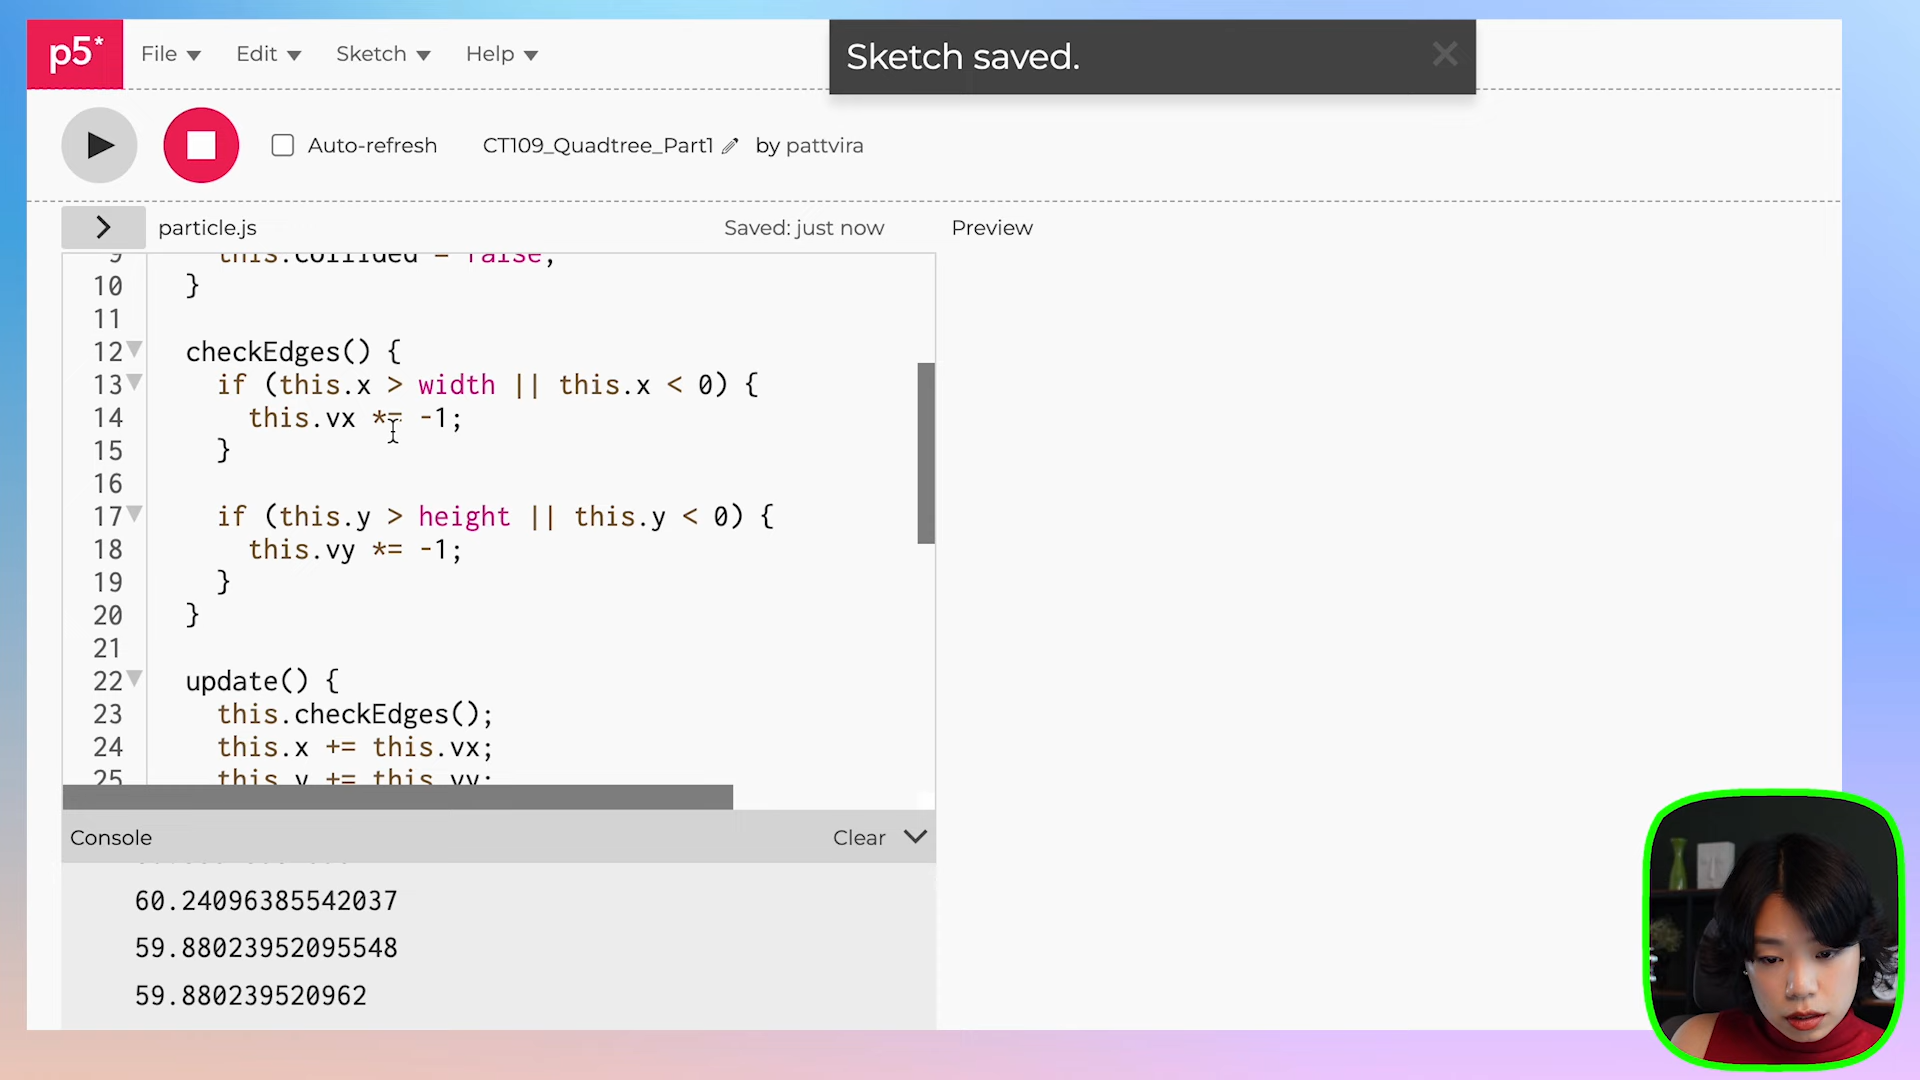 p5*
File Edit Sketch Help
Sketch saved.
Auto-refresh CT109_Quadtree_Part1 by pattvira
particle.js Saved: just now Preview
9 this.collided = false;
10 }
11
12 checkEdges() {
13 if (this.x > width || this.x < 0) {
14 this.vx *= -1;
15 }
16
17 if (this.y > height || this.y < 0) {
18 this.vy *= -1;
19 }
20 }
21
22 update() {
23 this.checkEdges();
24 this.x += this.vx;
25 this.y += this.vy;
Console Clear
60.24096385542037
59.88023952095548
59.880239520962